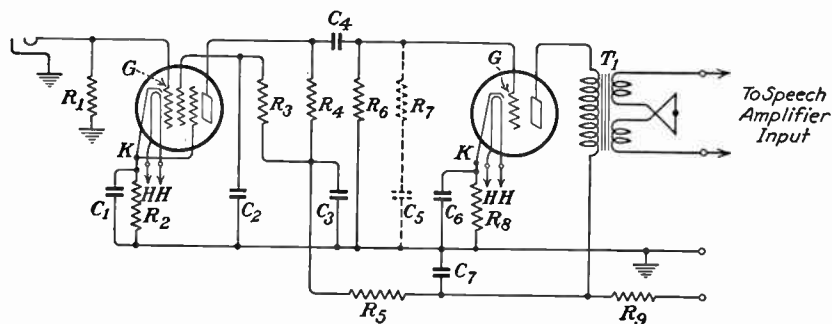 C4
G
R1
R3
R4
R6
R7
G
T1
To Speech
Amplifier
Input
K
HH
C1
R2
C2
C3
C5
K
HH
C6
R8
C7
R5
R9